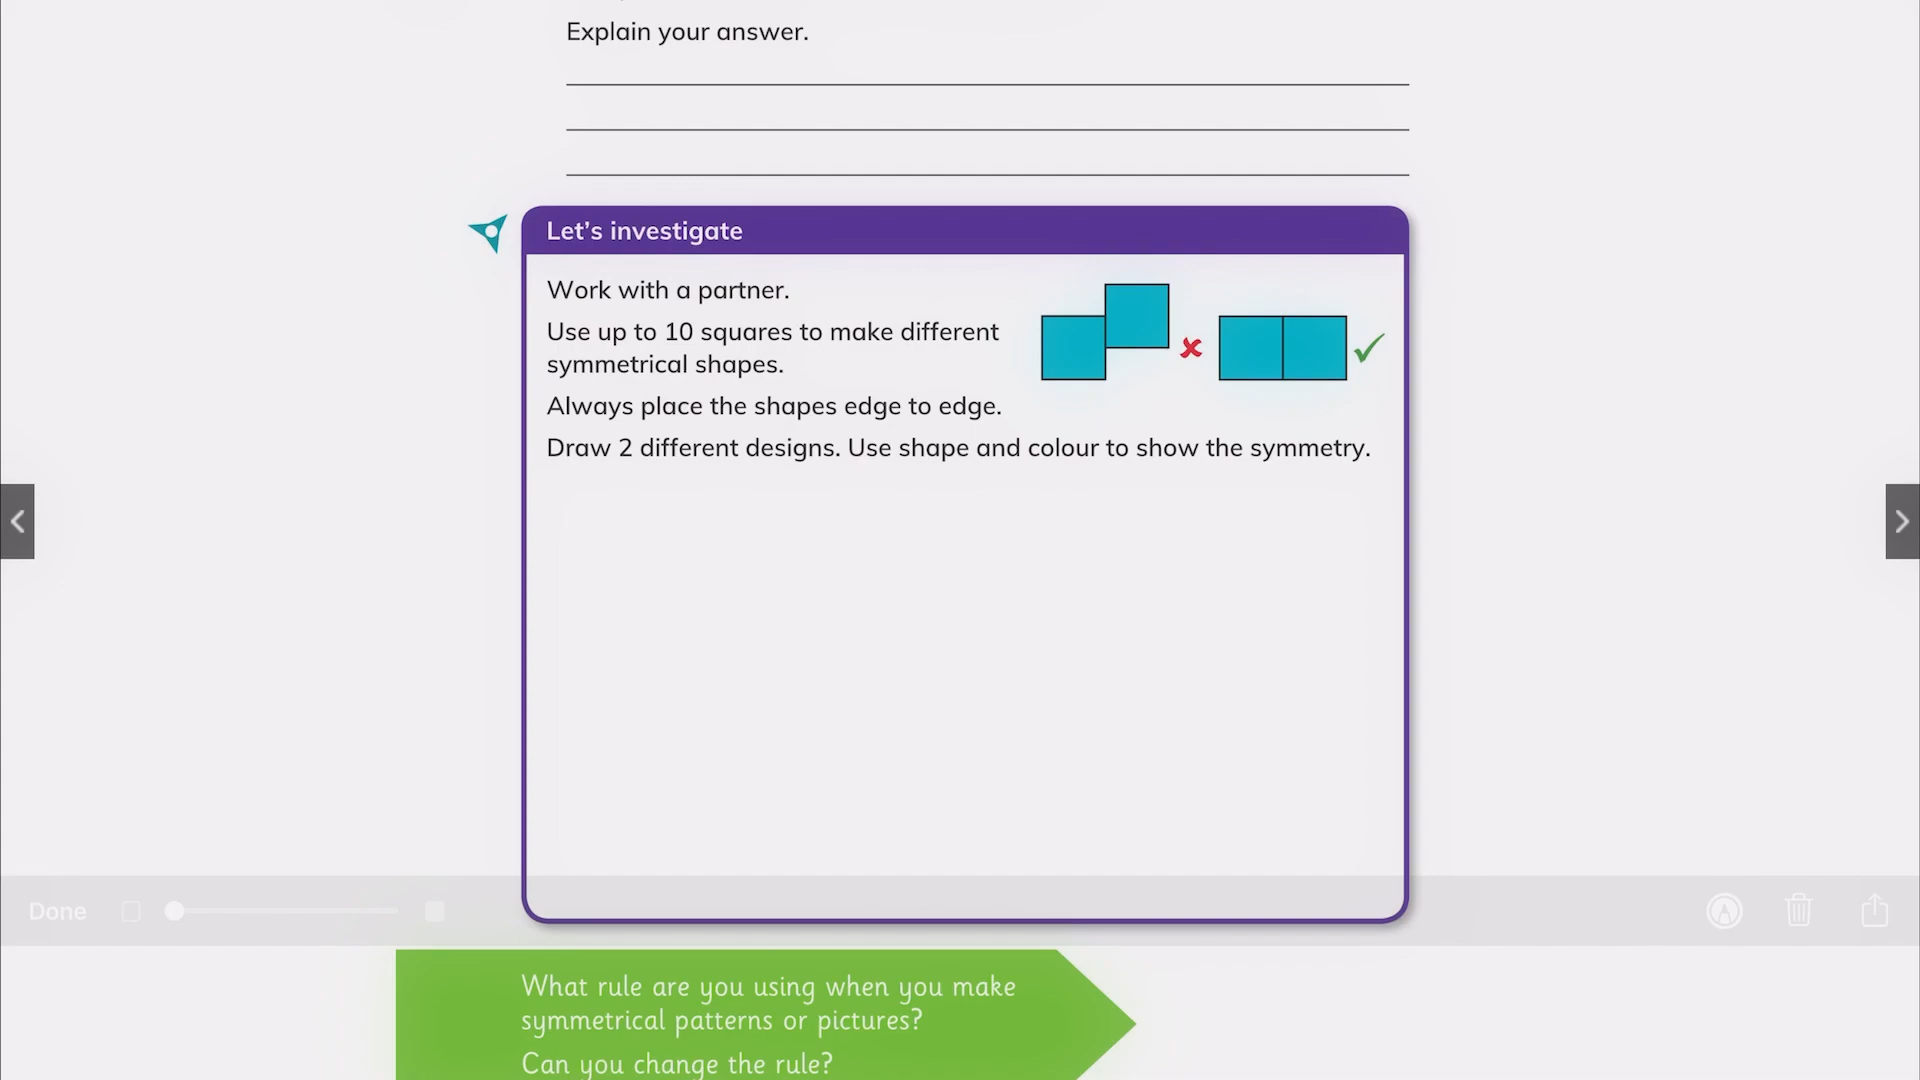 Explain your answer.
Let's investigate
Work with a partner.
Use up to 10 squares to make different
symmetrical shapes.
Always place the shapes edge to edge.
Draw 2 different designs. Use shape and colour to show the symmetry.
Done
What rule are you using when you make
symmetrical patterns or pictures?
Can you change the rule?